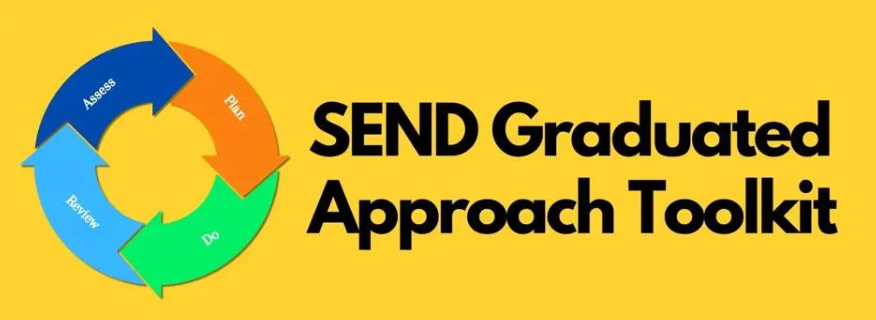 Assess
Plan
Do
Review
SEND Graduated
Approach Toolkit